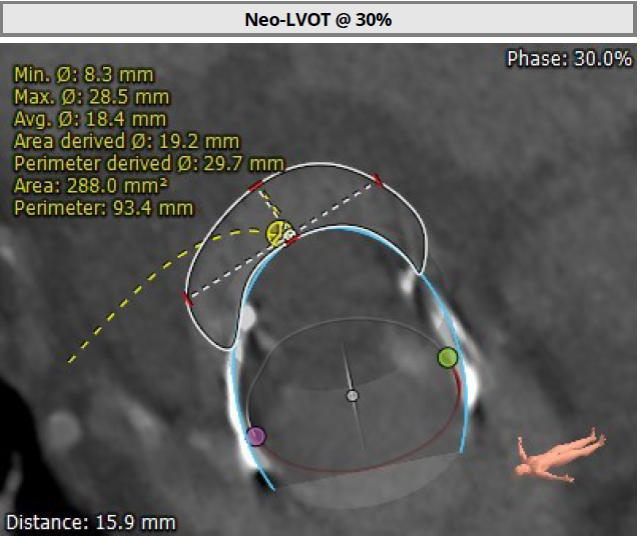 Neo-LVOT @ 30%
Phase: 30.0%
Min. Ø: 8.3 mm
Max. Ø: 28.5 mm
Avg. Ø: 18.4 mm
Area derived Ø: 19.2 mm
Perimeter derived Ø: 29.7 mm
Area: 288.0 mm²
Perimeter: 93.4 mm
Distance: 15.9 mm